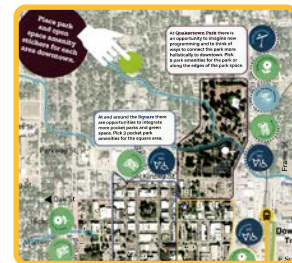 Place park
and open
space amenity
stickers for each
area downtown.
At Quakertown Park there is
an opportunity to imagine new
programming and to think of
ways to connect the park more
holistically to downtown. Pick
5 park amenities for the park or
along the edges of the park space.
At and around the Square there
are opportunities to integrate
more pocket parks and green
space. Pick 3 pocket park
amenities for the square area.
Parkway St